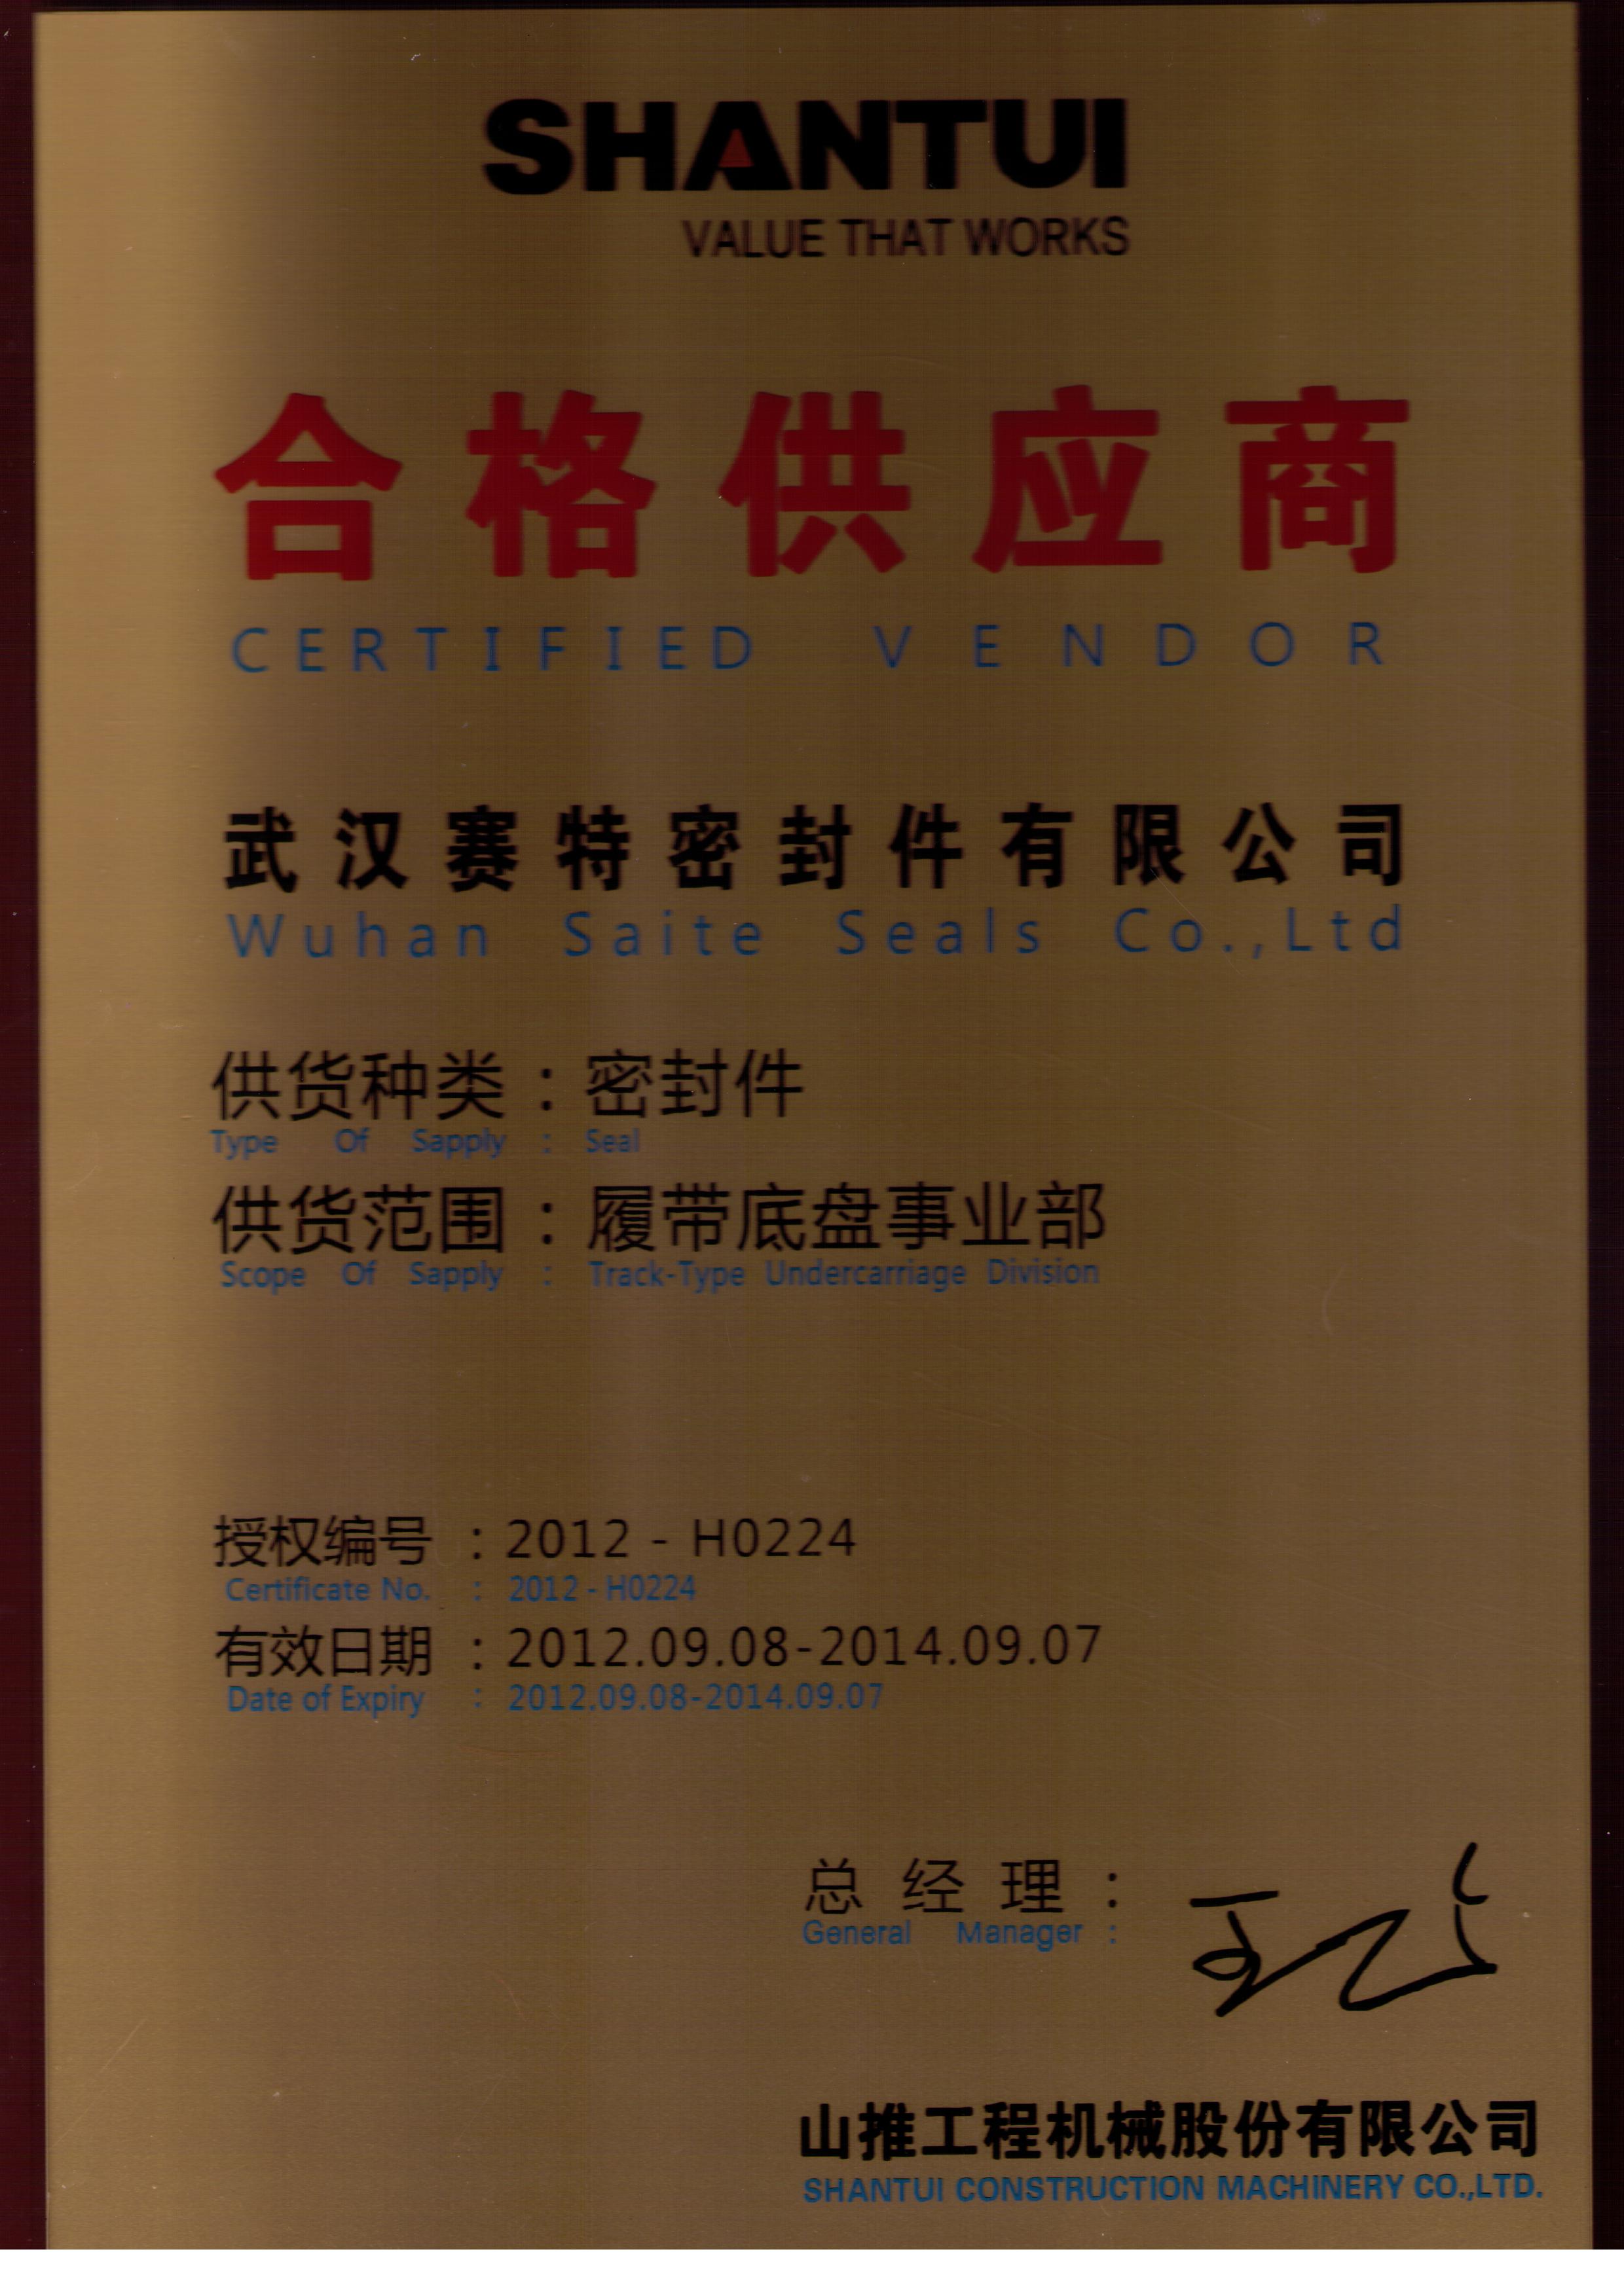 SHANTUI
VALUE THAT WORKS
合格供应商
CERTIFIED VENDOR
武汉赛特密封件有限公司
Wuhan Saite Seals Co.,Ltd
供货种类：密封件
Type Of Sapply : Seal
供货范围：履带底盘事业部
Scope Of Sapply : Track-Type Undercarriage Division
授权编号：2012 - H0224
Certificate No. : 2012 - H0224
有效日期：2012.09.08-2014.09.07
Date of Expiry : 2012.09.08-2014.09.07
总经理：
General Manager :
山推工程机械股份有限公司
SHANTUI CONSTRUCTION MACHINERY CO.,LTD.